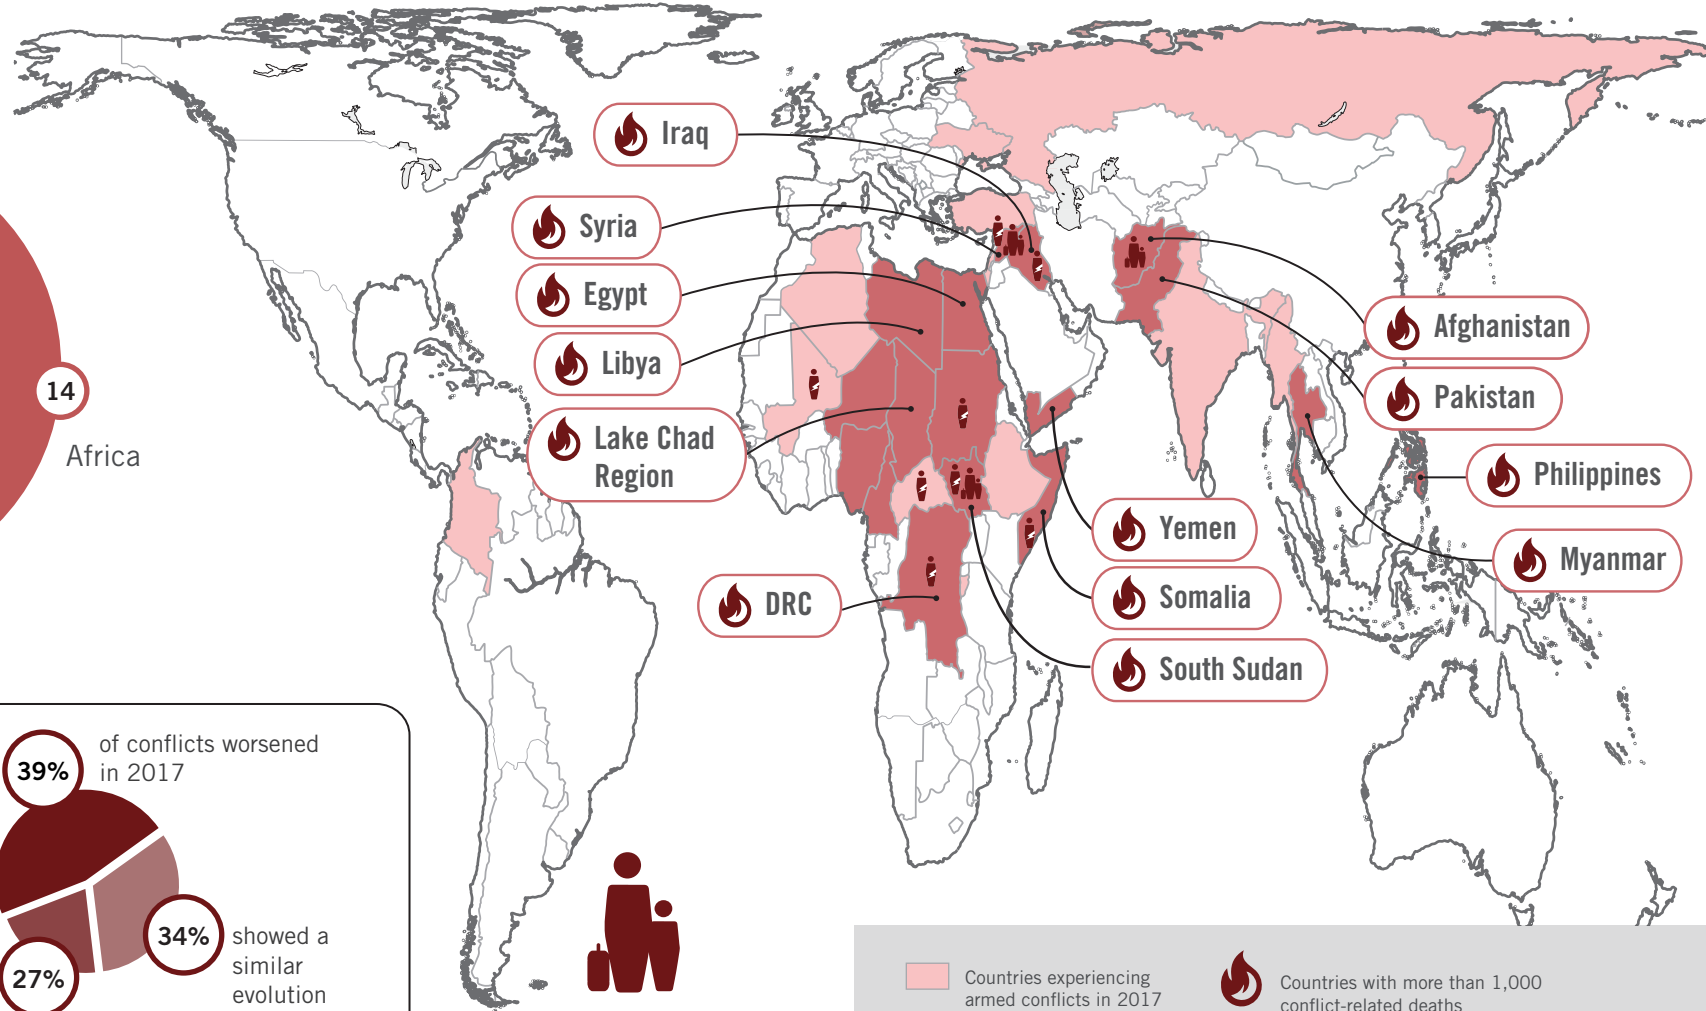 Iraq
Syria
Egypt
Libya
Lake Chad
Region
DRC
14
Africa
Afghanistan
Pakistan
Philippines
Myanmar
Yemen
Somalia
South Sudan
39%
of conflicts worsened
in 2017
34%
showed a
similar
evolution
27%
Countries experiencing
armed conflicts in 2017
Countries with more than 1,000
conflict-related deaths